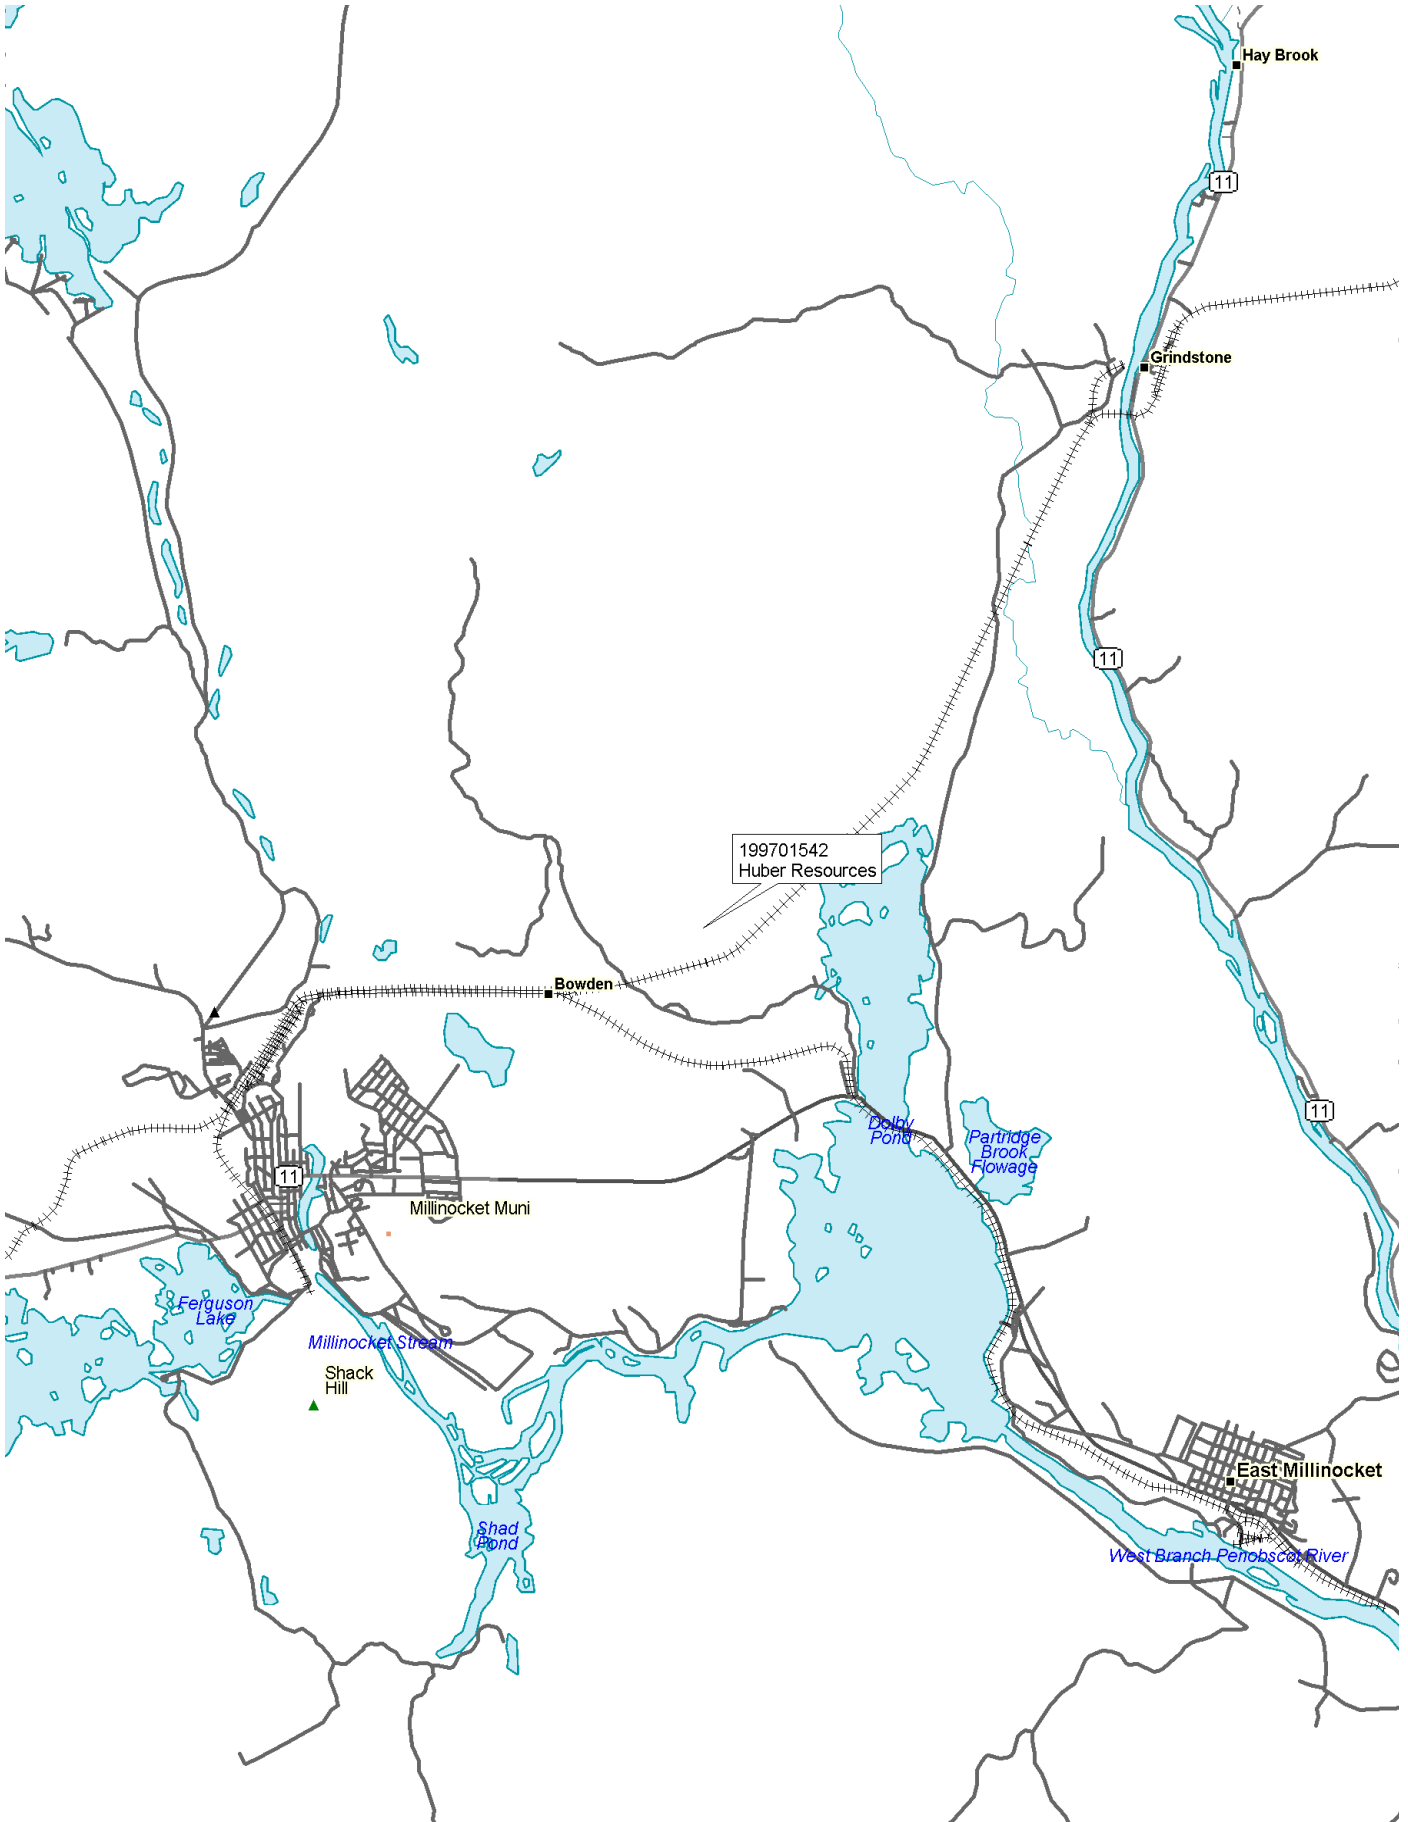 Hay Brook
11
Grindstone
11
199701542
Huber Resources
Bowden
11
Dolby
Pond
Partridge
Brook
Flowage
11
Millinocket Muni
Ferguson
Lake
Millinocket Stream
Shack
Hill
East Millinocket
Shad
Pond
West Branch Penobscot River